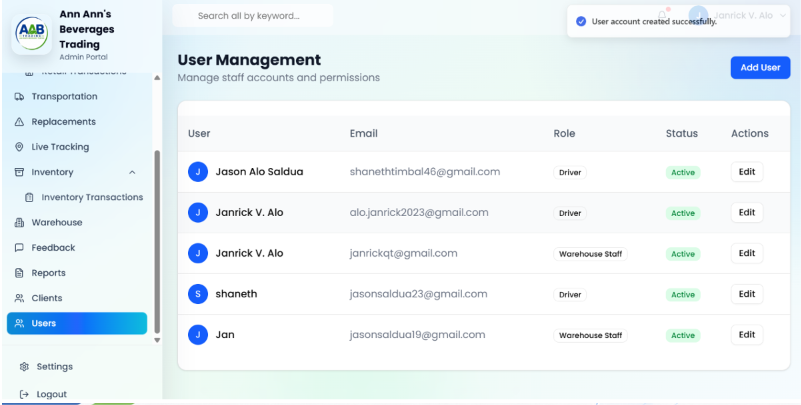 Ann Ann's
Beverages
Trading
Admin Portal
AAB
TRADING
Search all by keyword...
User account created successfully.
J
Janrick V. Alo
Retail Transactions
Transportation
Replacements
Live Tracking
Inventory
Inventory Transactions
Warehouse
Feedback
Reports
Clients
Users
Settings
Logout
User Management
Manage staff accounts and permissions
Add User
User Email Role Status Actions
J Jason Alo Saldua shanethtimbal46@gmail.com Driver Active Edit
J Janrick V. Alo alo.janrick2023@gmail.com Driver Active Edit
J Janrick V. Alo janrickqt@gmail.com Warehouse Staff Active Edit
S shaneth jasonsaldua23@gmail.com Driver Active Edit
J Jan jasonsaldua19@gmail.com Warehouse Staff Active Edit